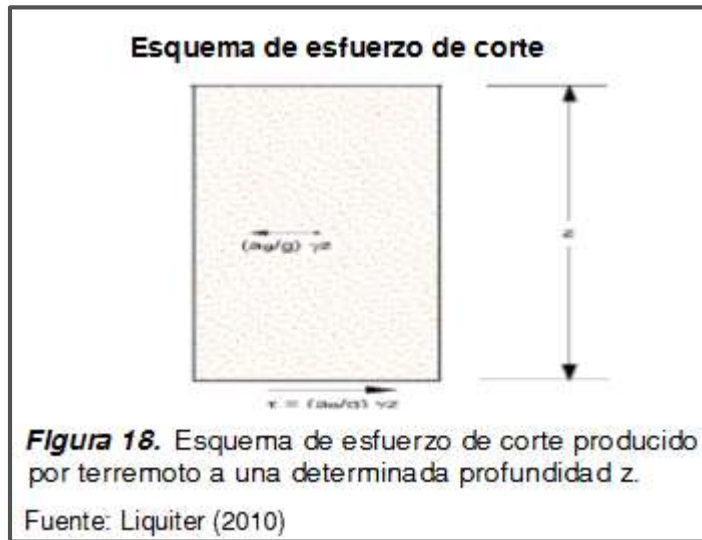 Esquema de esfuerzo de corte
(ag/g) γz
z
τ = (ag/g) γz
Figura 18. Esquema de esfuerzo de corte producido
por terremoto a una determinada profundidad z.
Fuente: Liquiter (2010)